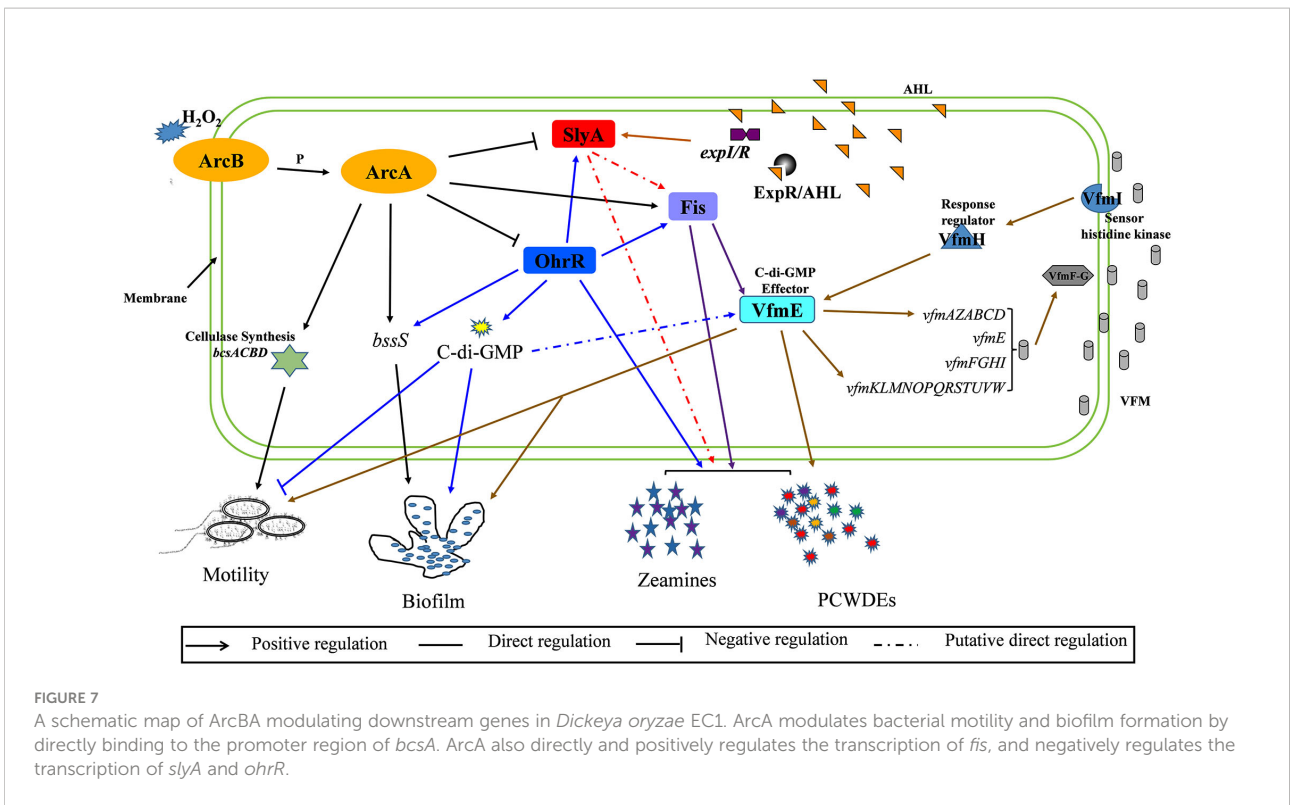 AHL
H₂O₂
SlyA
ArcB
P
ArcA
expI/R
ExpR/AHL
VfmI
Sensor
histidine kinase
Response
regulator
VfmH
Fis
OhrR
C-di-GMP
Effector
VfmE
VfmF-G
Membrane
Cellulase Synthesis
bcsACBD
bssS
C-di-GMP
vfmAZABCD
vfmE
vfmFGHI
vfmKLMNOPQRSTUVW
VFM
Motility
Biofilm
Zeamines
PCWDEs
Positive regulation
Direct regulation
Negative regulation
Putative direct regulation
FIGURE 7
A schematic map of ArcBA modulating downstream genes in Dickeya oryzae EC1. ArcA modulates bacterial motility and biofilm formation by
directly binding to the promoter region of bcsA. ArcA also directly and positively regulates the transcription of fis, and negatively regulates the
transcription of slyA and ohrR.